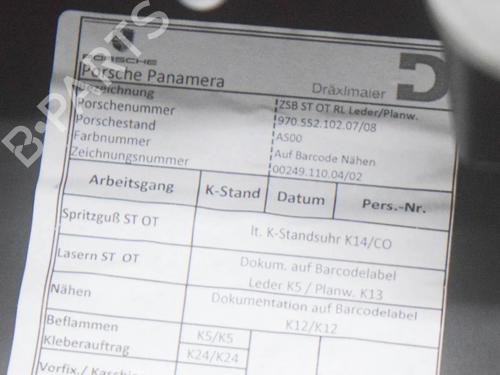 PORSCHE
Porsche Panamera
Dräxlmaier
ZSB ST OT RL Leder/Planw.
Porschenummer 970.552.102.07/08
Porschestand AS00
Farbnummer Auf Barcode Nähen
Zeichnungsnummer 00249.110.04/02
Arbeitsgang K-Stand Datum Pers.-Nr.
Spritzguß ST OT lt. K-Standsuhr K14/CO
Lasern ST OT Dokum. auf Barcodelabel
Leder K5 / Planw. K13
Nähen Dokumentation auf Barcodelabel
K12/K12
Beflammen K5/K5
Kleberauftrag K24/K24
Vorfix./
B-PARTS